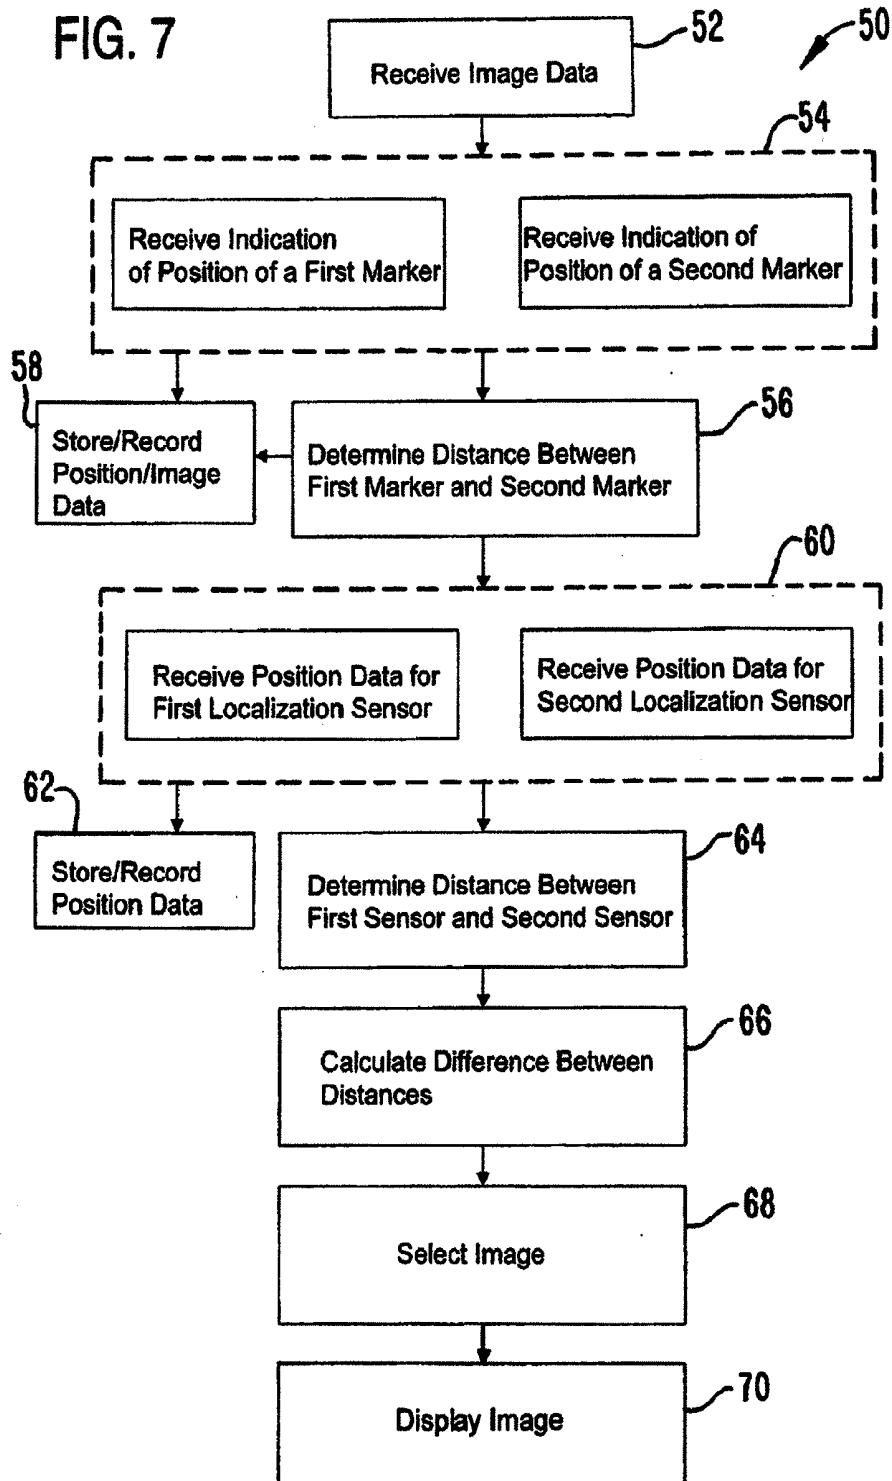 FIG. 7
52
50
Receive Image Data
54
Receive Indication
of Position of a First Marker
Receive Indication of
Position of a Second Marker
58
56
Store/Record
Position/Image
Data
Determine Distance Between
First Marker and Second Marker
60
Receive Position Data for
First Localization Sensor
Receive Position Data for
Second Localization Sensor
62
64
Store/Record
Position Data
Determine Distance Between
First Sensor and Second Sensor
66
Calculate Difference Between
Distances
68
Select Image
70
Display Image